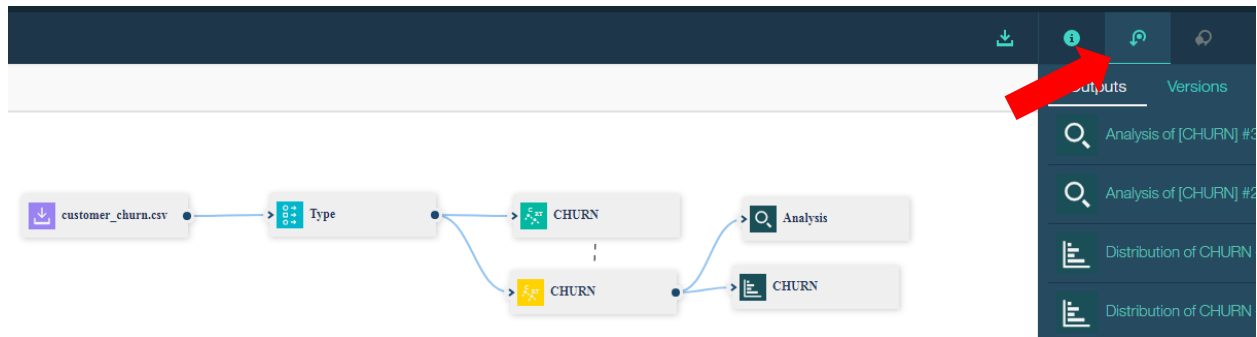 Outputs Versions
Analysis of [CHURN] #3
Analysis of [CHURN] #2
Distribution of CHURN
Distribution of CHURN
customer_churn.csv
Type
CHURN
Analysis
CHURN
CHURN